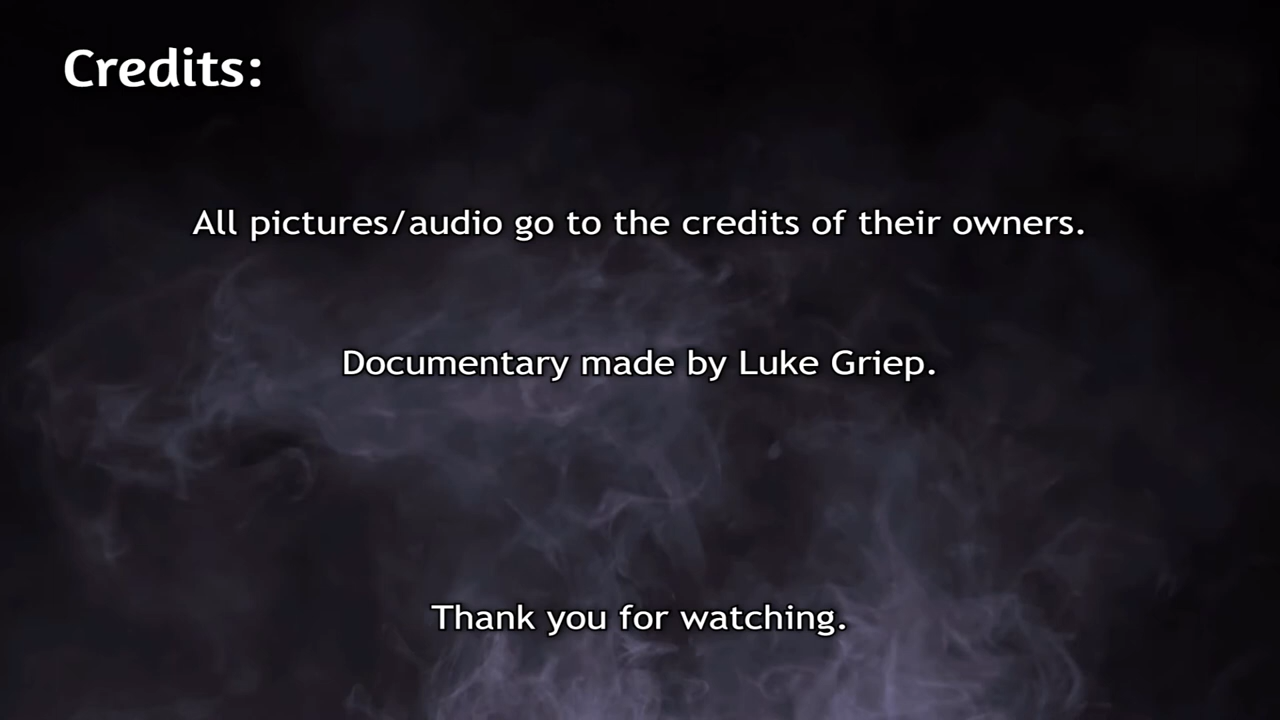 Credits:
All pictures/audio go to the credits of their owners.
Documentary made by Luke Griep.
Thank you for watching.